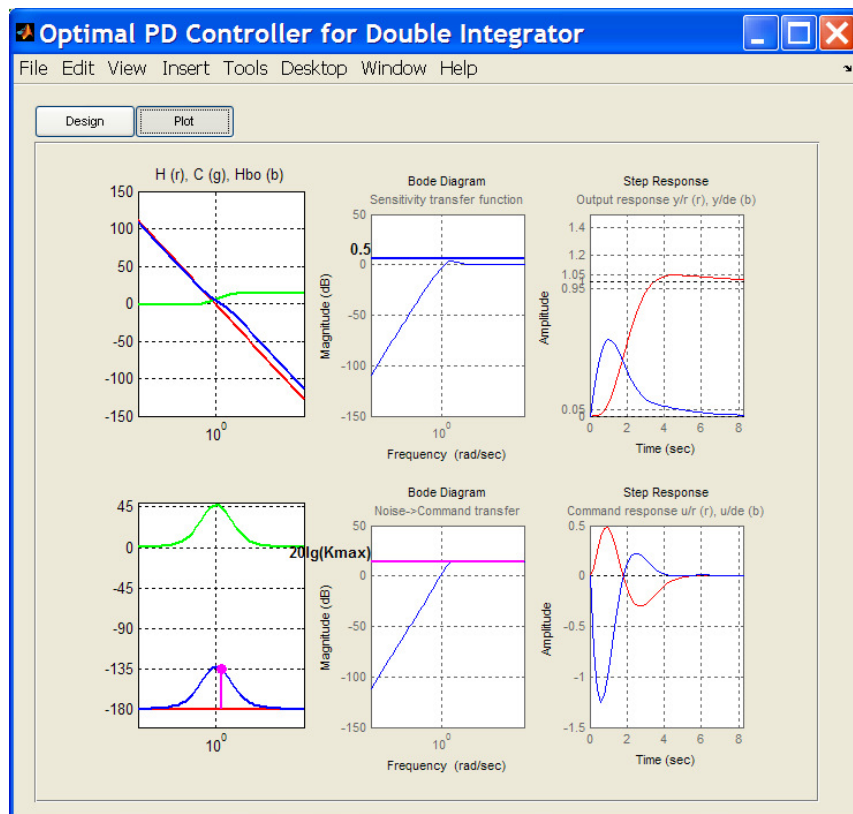 Optimal PD Controller for Double Integrator
File Edit View Insert Tools Desktop Window Help
Design Plot
H (r), C (g), Hbo (b)
150
100
50
0
-50
-100
-150
10^0
Bode Diagram
Sensitivity transfer function
Magnitude (dB)
50
0.5
0
-50
-100
-150
10^0
Frequency (rad/sec)
Step Response
Output response y/r (r), y/de (b)
Amplitude
1.4
1.2
1.05
1
0.95
0.05
0
0 2 4 6 8
Time (sec)
45
0
-45
-90
-135
-180
10^0
Bode Diagram
Noise->Command transfer
Magnitude (dB)
50
20lg(Kmax)
0
-50
-100
-150
10^0
Frequency (rad/sec)
Step Response
Command response u/r (r), u/de (b)
Amplitude
0.5
0
-0.5
-1
-1.5
0 2 4 6 8
Time (sec)